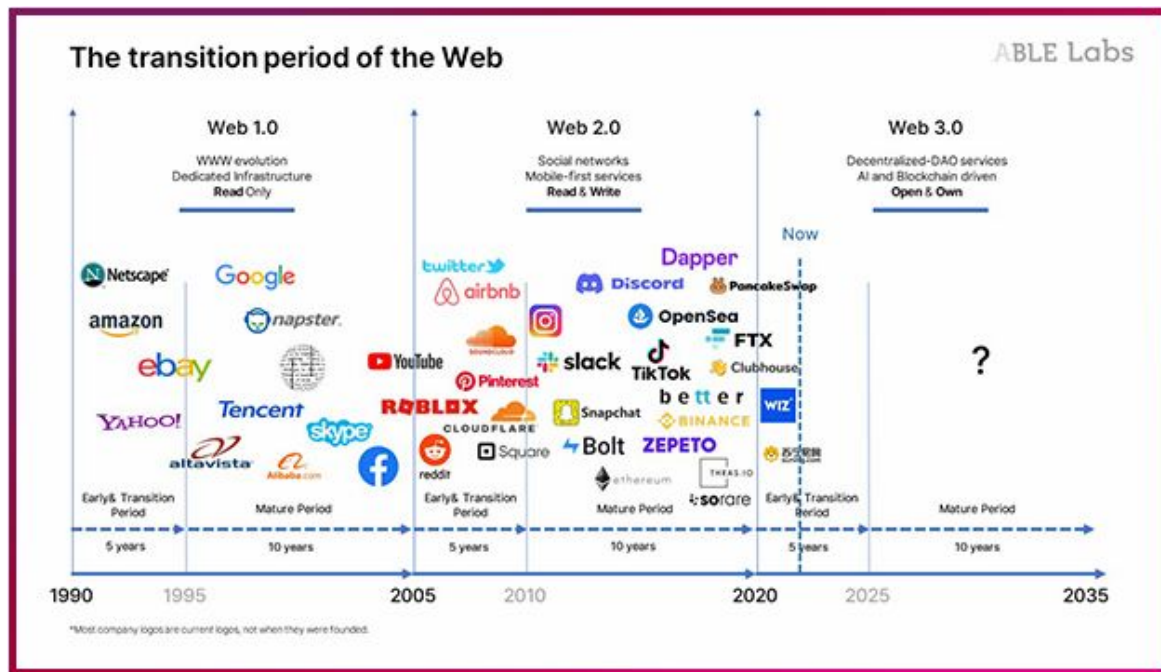 The transition period of the Web
ABLE Labs
Web 1.0
WWW evolution
Dedicated Infrastructure
Read Only
Web 2.0
Social networks
Mobile-first services
Read & Write
Web 3.0
Decentralized-DAO services
AI and Blockchain driven
Open & Own
Now
N Netscape
Google
amazon
napster.
ebay
YAHOO!
Tencent
skype
altavista
Alibaba.com
YouTube
ROBLOX
twitter
airbnb
SOUNDCLOUD
Pinterest
CLOUDFLARE
reddit
Square
Dapper
Discord
PancakeSwap
OpenSea
FTX
slack
TikTok
Clubhouse
better
Snapchat
BINANCE
WIZ
Bolt
ZEPETO
ethereum
THEAS.IO
sorare
?
Early& Transition
Period
Mature Period
Early& Transition
Period
Mature Period
Early& Transition
Period
Mature Period
5 years
10 years
5 years
10 years
5 years
10 years
1990
1995
2005
2010
2020
2025
2035
*Most company logos are current logos, not when they were founded.